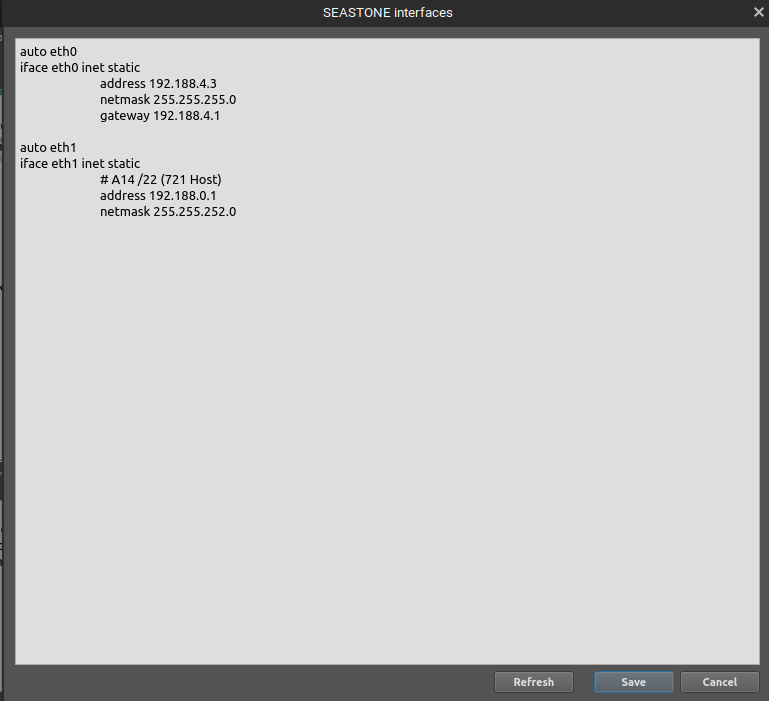 SEASTONE interfaces
auto eth0
iface eth0 inet static
address 192.188.4.3
netmask 255.255.255.0
gateway 192.188.4.1
auto eth1
iface eth1 inet static
# A14 /22 (721 Host)
address 192.188.0.1
netmask 255.255.252.0
Refresh Save Cancel